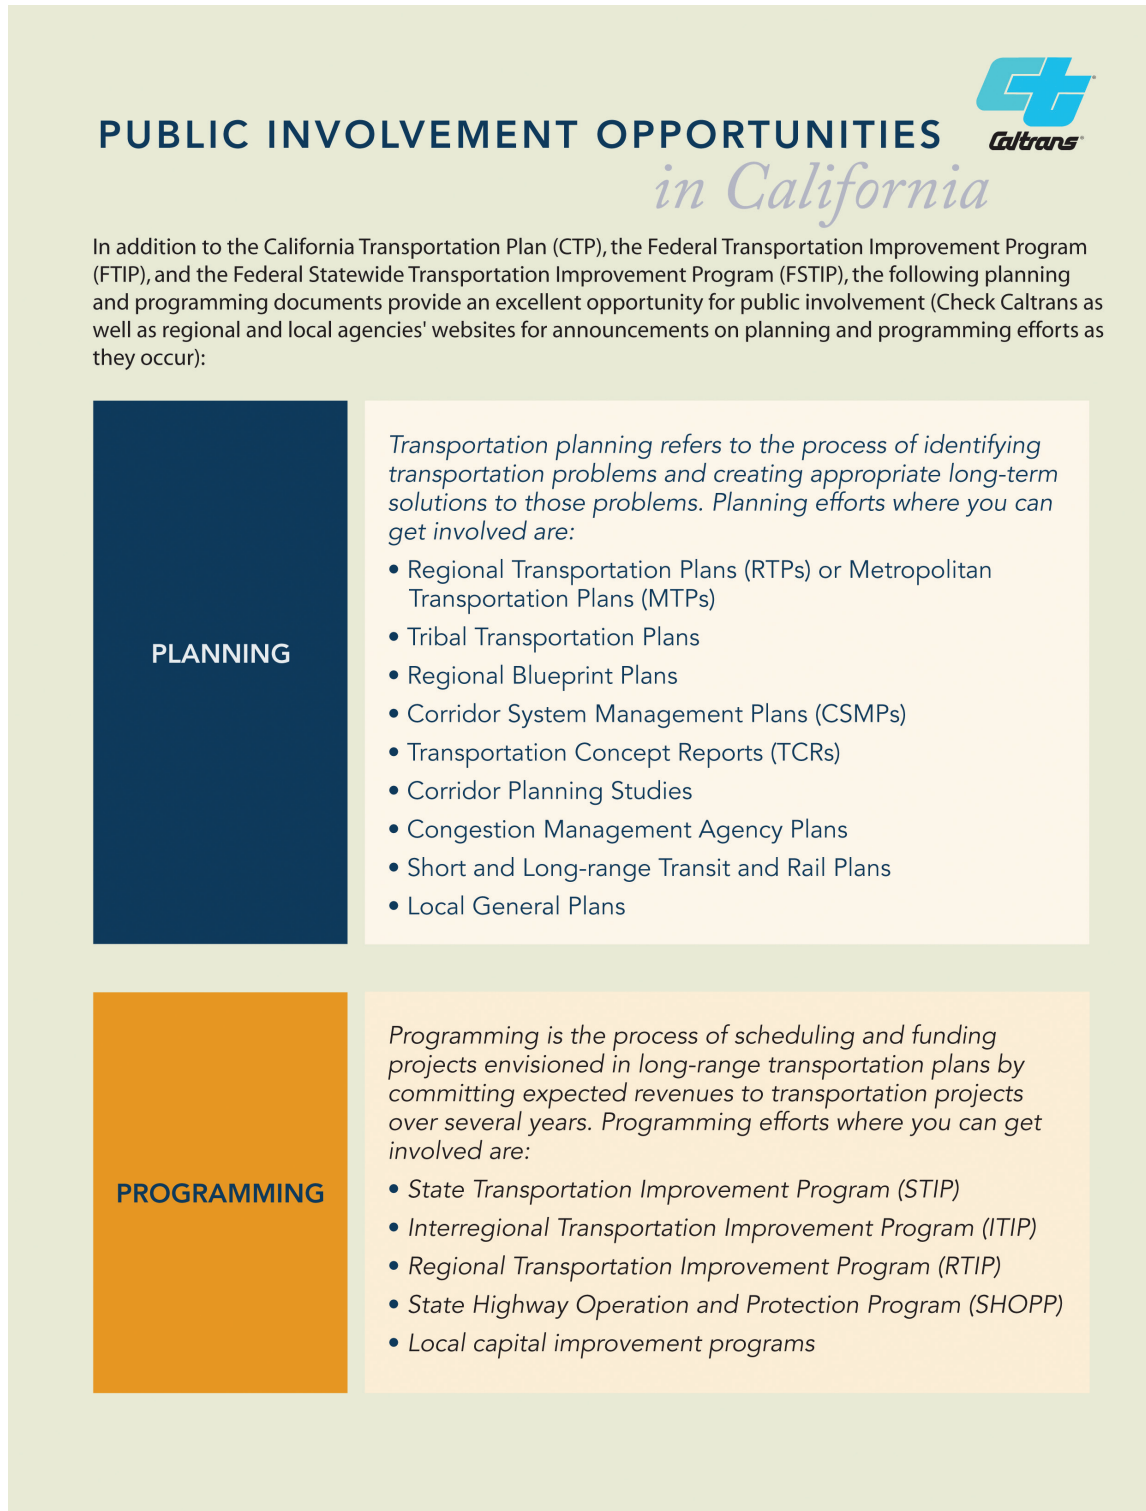 PUBLIC INVOLVEMENT OPPORTUNITIES
in California
Caltrans
In addition to the California Transportation Plan (CTP), the Federal Transportation Improvement Program
(FTIP), and the Federal Statewide Transportation Improvement Program (FSTIP), the following planning
and programming documents provide an excellent opportunity for public involvement (Check Caltrans as
well as regional and local agencies' websites for announcements on planning and programming efforts as
they occur):
PLANNING
Transportation planning refers to the process of identifying
transportation problems and creating appropriate long-term
solutions to those problems. Planning efforts where you can
get involved are:
• Regional Transportation Plans (RTPs) or Metropolitan
Transportation Plans (MTPs)
• Tribal Transportation Plans
• Regional Blueprint Plans
• Corridor System Management Plans (CSMPs)
• Transportation Concept Reports (TCRs)
• Corridor Planning Studies
• Congestion Management Agency Plans
• Short and Long-range Transit and Rail Plans
• Local General Plans
PROGRAMMING
Programming is the process of scheduling and funding
projects envisioned in long-range transportation plans by
committing expected revenues to transportation projects
over several years. Programming efforts where you can get
involved are:
• State Transportation Improvement Program (STIP)
• Interregional Transportation Improvement Program (ITIP)
• Regional Transportation Improvement Program (RTIP)
• State Highway Operation and Protection Program (SHOPP)
• Local capital improvement programs